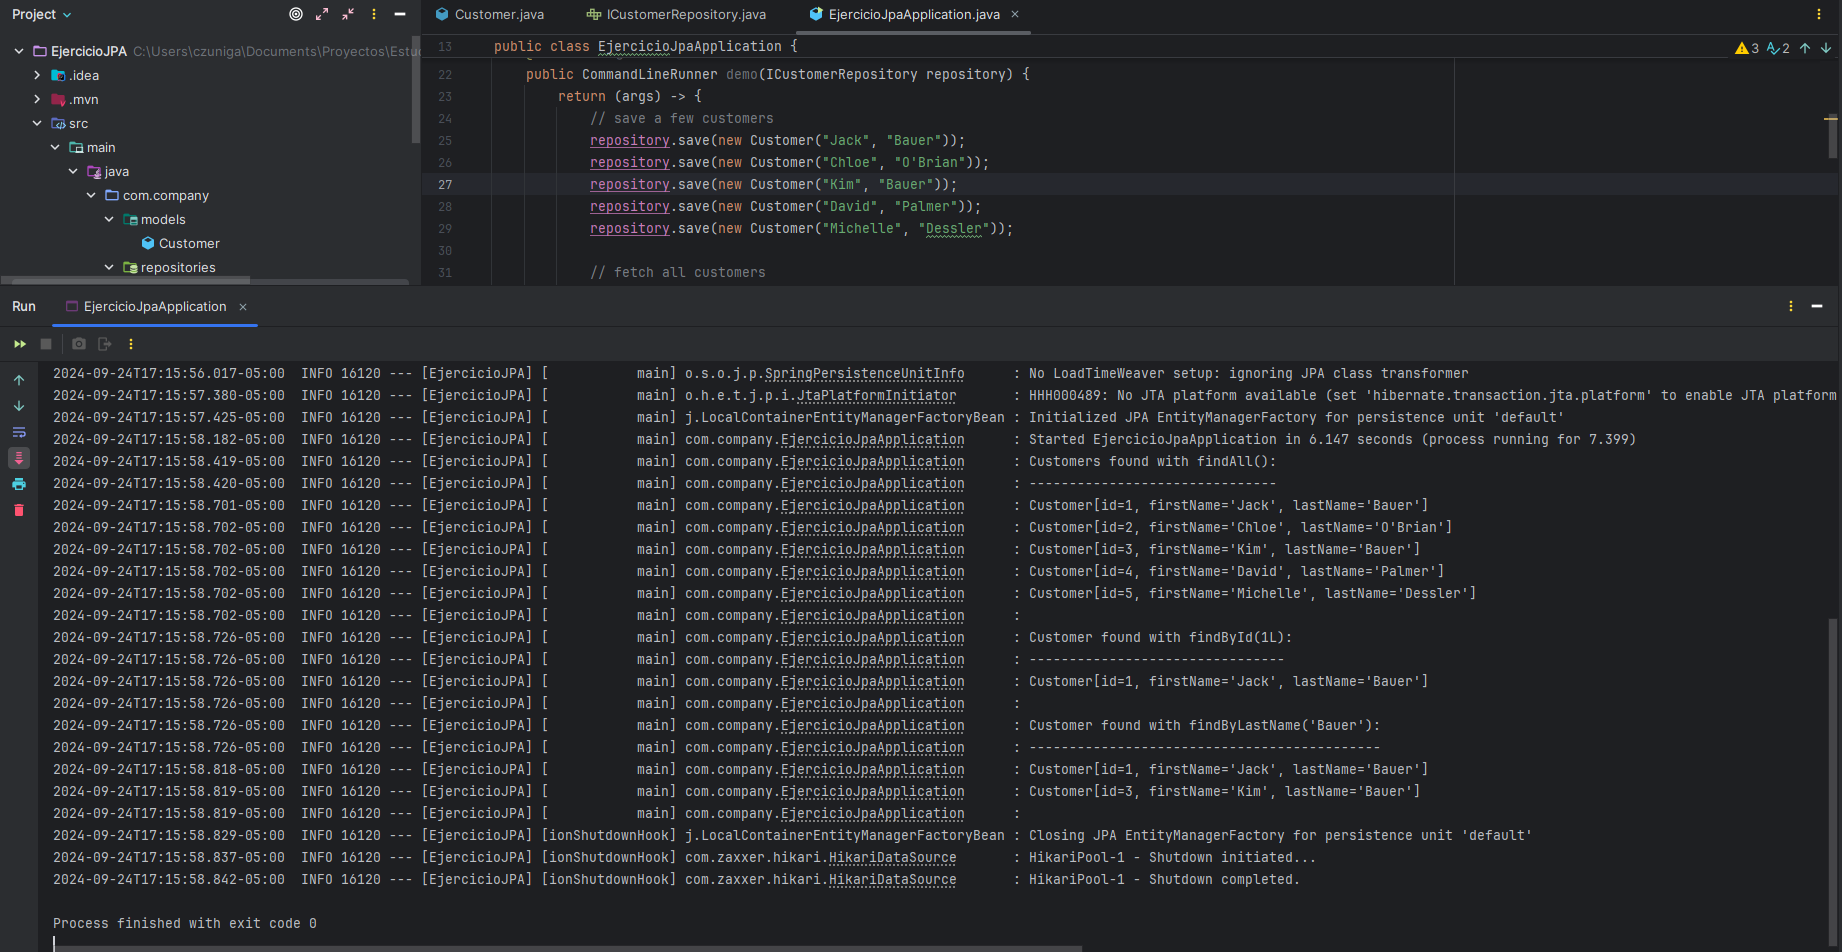 Project
EjercicioJPA C:\Users\czuniga\Documents\Proyectos\Estu
.idea
.mvn
src
main
java
com.company
models
Customer
repositories
Customer.java
ICustomerRepository.java
EjercicioJpaApplication.java
3
2
13 public class EjercicioJpaApplication {
22 public CommandLineRunner demo(ICustomerRepository repository) {
23 return (args) -> {
24 // save a few customers
25 repository.save(new Customer("Jack", "Bauer"));
26 repository.save(new Customer("Chloe", "O'Brian"));
27 repository.save(new Customer("Kim", "Bauer"));
28 repository.save(new Customer("David", "Palmer"));
29 repository.save(new Customer("Michelle", "Dessler"));
30
31 // fetch all customers
Run EjercicioJpaApplication
2024-09-24T17:15:56.017-05:00  INFO 16120 --- [EjercicioJPA] [           main] o.s.o.j.p.SpringPersistenceUnitInfo      : No LoadTimeWeaver setup: ignoring JPA class transformer
2024-09-24T17:15:57.380-05:00  INFO 16120 --- [EjercicioJPA] [           main] o.h.e.t.j.p.i.JtaPlatformInitiator       : HHH000489: No JTA platform available (set 'hibernate.transaction.jta.platform' to enable JTA platform
2024-09-24T17:15:57.425-05:00  INFO 16120 --- [EjercicioJPA] [           main] j.LocalContainerEntityManagerFactoryBean : Initialized JPA EntityManagerFactory for persistence unit 'default'
2024-09-24T17:15:58.182-05:00  INFO 16120 --- [EjercicioJPA] [           main] com.company.EjercicioJpaApplication      : Started EjercicioJpaApplication in 6.147 seconds (process running for 7.399)
2024-09-24T17:15:58.419-05:00  INFO 16120 --- [EjercicioJPA] [           main] com.company.EjercicioJpaApplication      : Customers found with findAll():
2024-09-24T17:15:58.420-05:00  INFO 16120 --- [EjercicioJPA] [           main] com.company.EjercicioJpaApplication      : -------------------------------
2024-09-24T17:15:58.701-05:00  INFO 16120 --- [EjercicioJPA] [           main] com.company.EjercicioJpaApplication      : Customer[id=1, firstName='Jack', lastName='Bauer']
2024-09-24T17:15:58.702-05:00  INFO 16120 --- [EjercicioJPA] [           main] com.company.EjercicioJpaApplication      : Customer[id=2, firstName='Chloe', lastName='O'Brian']
2024-09-24T17:15:58.702-05:00  INFO 16120 --- [EjercicioJPA] [           main] com.company.EjercicioJpaApplication      : Customer[id=3, firstName='Kim', lastName='Bauer']
2024-09-24T17:15:58.702-05:00  INFO 16120 --- [EjercicioJPA] [           main] com.company.EjercicioJpaApplication      : Customer[id=4, firstName='David', lastName='Palmer']
2024-09-24T17:15:58.702-05:00  INFO 16120 --- [EjercicioJPA] [           main] com.company.EjercicioJpaApplication      : Customer[id=5, firstName='Michelle', lastName='Dessler']
2024-09-24T17:15:58.702-05:00  INFO 16120 --- [EjercicioJPA] [           main] com.company.EjercicioJpaApplication      :
2024-09-24T17:15:58.726-05:00  INFO 16120 --- [EjercicioJPA] [           main] com.company.EjercicioJpaApplication      : Customer found with findById(1L):
2024-09-24T17:15:58.726-05:00  INFO 16120 --- [EjercicioJPA] [           main] com.company.EjercicioJpaApplication      : --------------------------------
2024-09-24T17:15:58.726-05:00  INFO 16120 --- [EjercicioJPA] [           main] com.company.EjercicioJpaApplication      : Customer[id=1, firstName='Jack', lastName='Bauer']
2024-09-24T17:15:58.726-05:00  INFO 16120 --- [EjercicioJPA] [           main] com.company.EjercicioJpaApplication      :
2024-09-24T17:15:58.726-05:00  INFO 16120 --- [EjercicioJPA] [           main] com.company.EjercicioJpaApplication      : Customer found with findByLastName('Bauer'):
2024-09-24T17:15:58.726-05:00  INFO 16120 --- [EjercicioJPA] [           main] com.company.EjercicioJpaApplication      : --------------------------------------------
2024-09-24T17:15:58.818-05:00  INFO 16120 --- [EjercicioJPA] [           main] com.company.EjercicioJpaApplication      : Customer[id=1, firstName='Jack', lastName='Bauer']
2024-09-24T17:15:58.819-05:00  INFO 16120 --- [EjercicioJPA] [           main] com.company.EjercicioJpaApplication      : Customer[id=3, firstName='Kim', lastName='Bauer']
2024-09-24T17:15:58.819-05:00  INFO 16120 --- [EjercicioJPA] [           main] com.company.EjercicioJpaApplication      :
2024-09-24T17:15:58.829-05:00  INFO 16120 --- [EjercicioJPA] [ionShutdownHook] j.LocalContainerEntityManagerFactoryBean : Closing JPA EntityManagerFactory for persistence unit 'default'
2024-09-24T17:15:58.837-05:00  INFO 16120 --- [EjercicioJPA] [ionShutdownHook] com.zaxxer.hikari.HikariDataSource       : HikariPool-1 - Shutdown initiated...
2024-09-24T17:15:58.842-05:00  INFO 16120 --- [EjercicioJPA] [ionShutdownHook] com.zaxxer.hikari.HikariDataSource       : HikariPool-1 - Shutdown completed.
Process finished with exit code 0